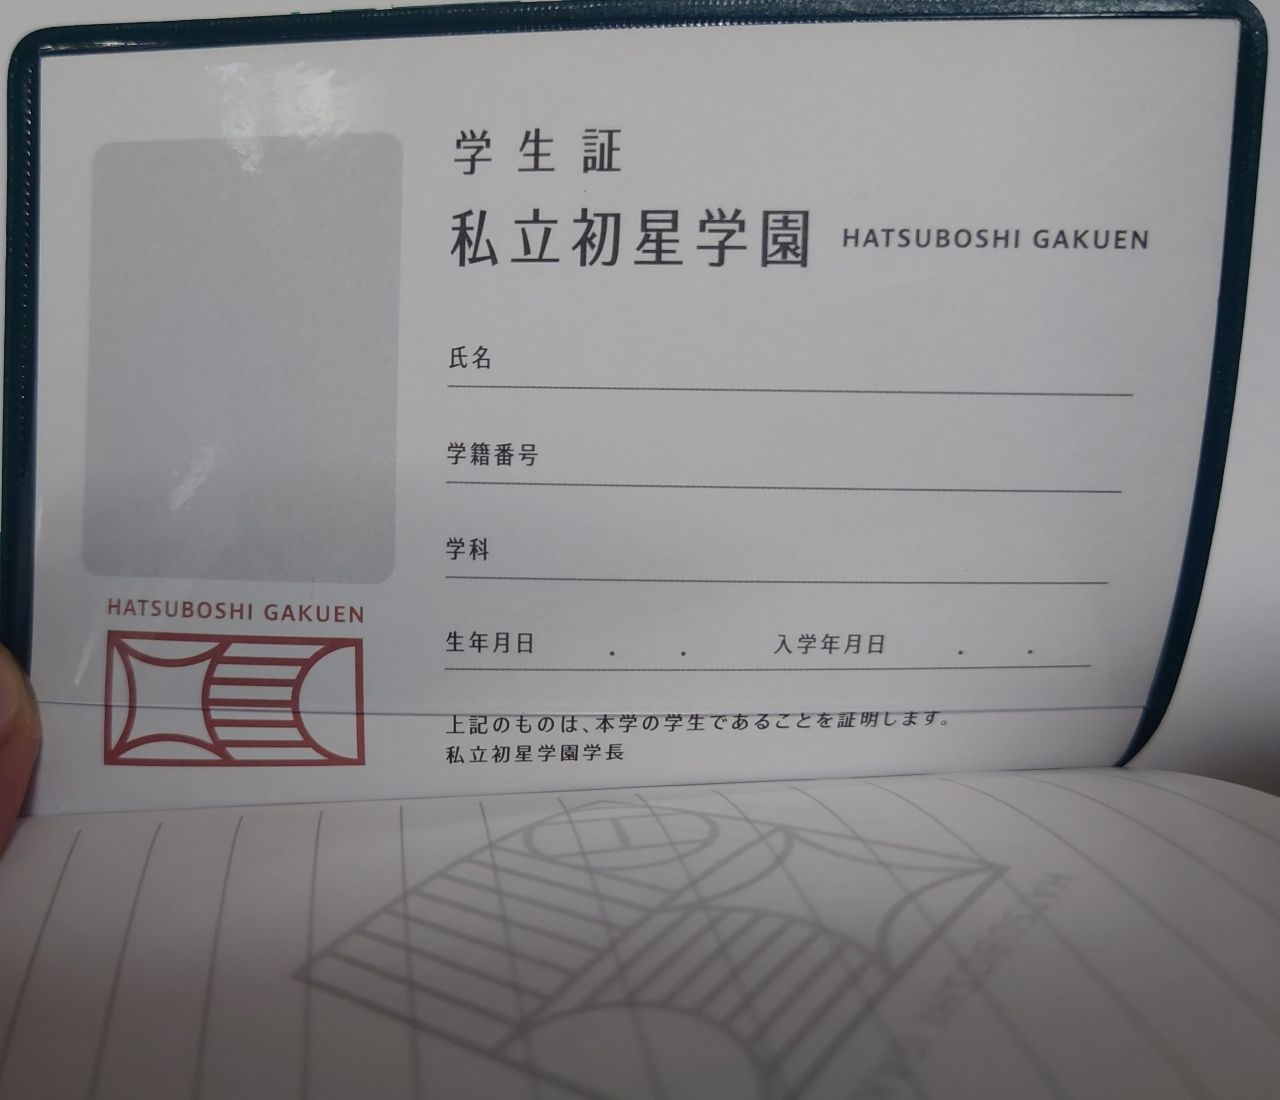 学生証
私立初星学園 HATSUBOSHI GAKUEN
氏名
学籍番号
学科
生年月日 . . 入学年月日 . .
上記のものは、本学の学生であることを証明します。
私立初星学園学長
HATSUBOSHI GAKUEN